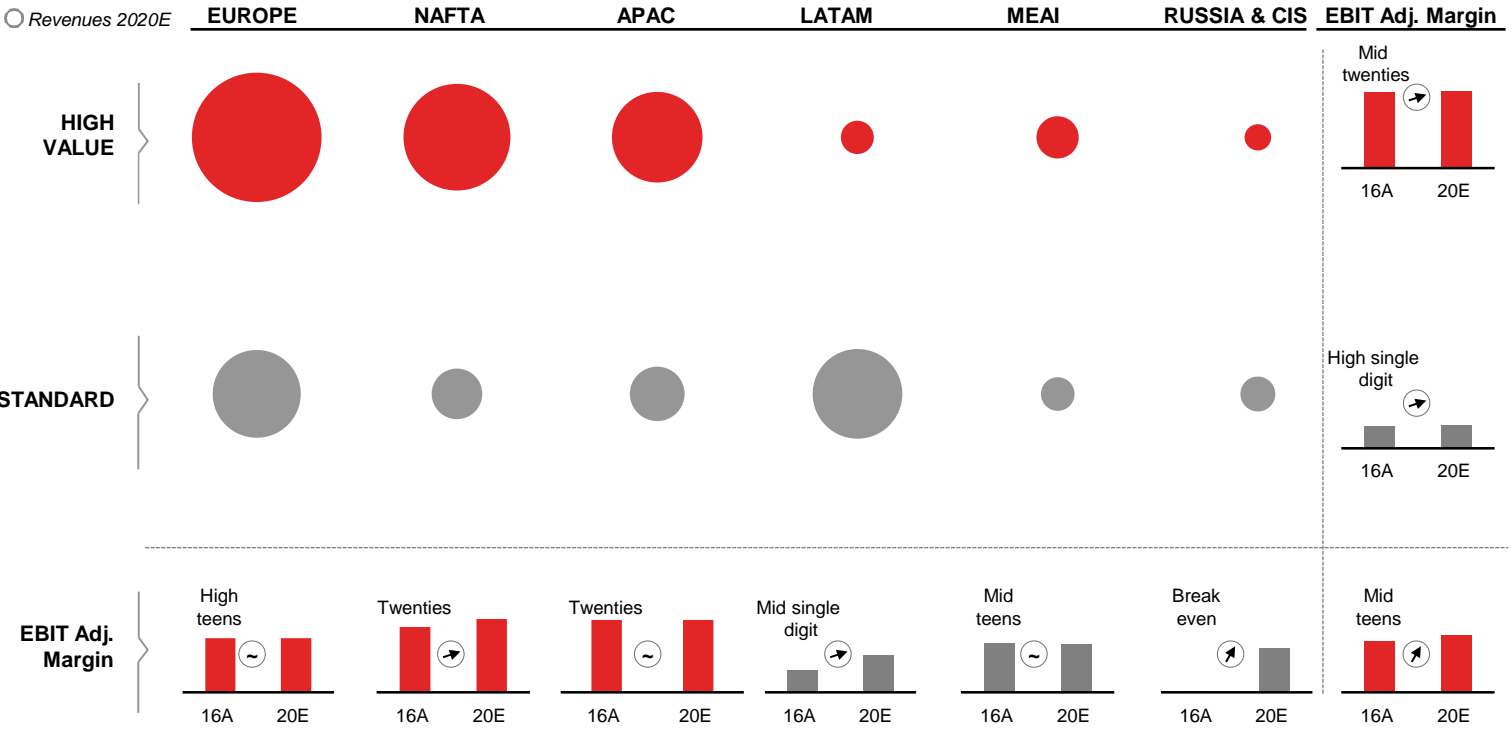 Revenues 2020E EUROPE NAFTA APAC LATAM MEAI RUSSIA & CIS EBIT Adj. Margin
HIGH
VALUE
Mid
twenties
16A 20E
STANDARD
High single
digit
16A 20E
EBIT Adj.
Margin
High
teens
~
16A 20E
Twenties
16A 20E
Twenties
~
16A 20E
Mid single
digit
16A 20E
Mid
teens
~
16A 20E
Break
even
16A 20E
Mid
teens
16A 20E